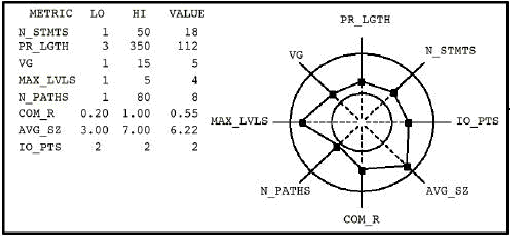 METRIC LO HI VALUE
N_STMTS 1 50 18
PR_LGTH 3 350 112
VG 1 15 5
MAX_LVLS 1 5 4
N_PATHS 1 80 8
COM_R 0.20 1.00 0.55
AVG_SZ 3.00 7.00 6.22
IO_PTS 2 2 2
PR_LGTH
N_STMTS
VG
MAX_LVLS
IO_PTS
N_PATHS
AVG_SZ
COM_R